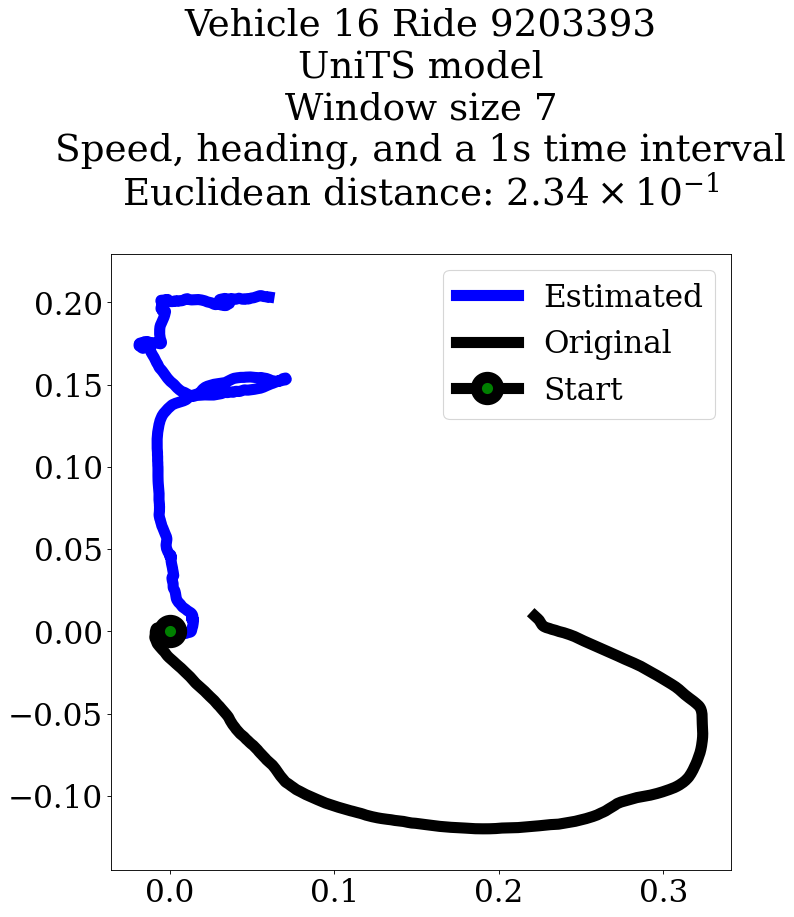 Vehicle 16 Ride 9203393
UniTS model
Window size 7
Speed, heading, and a 1s time interval
Euclidean distance: 2.34 × 10⁻¹
Estimated
Original
Start
0.20
0.15
0.10
0.05
0.00
−0.05
−0.10
0.0 0.1 0.2 0.3